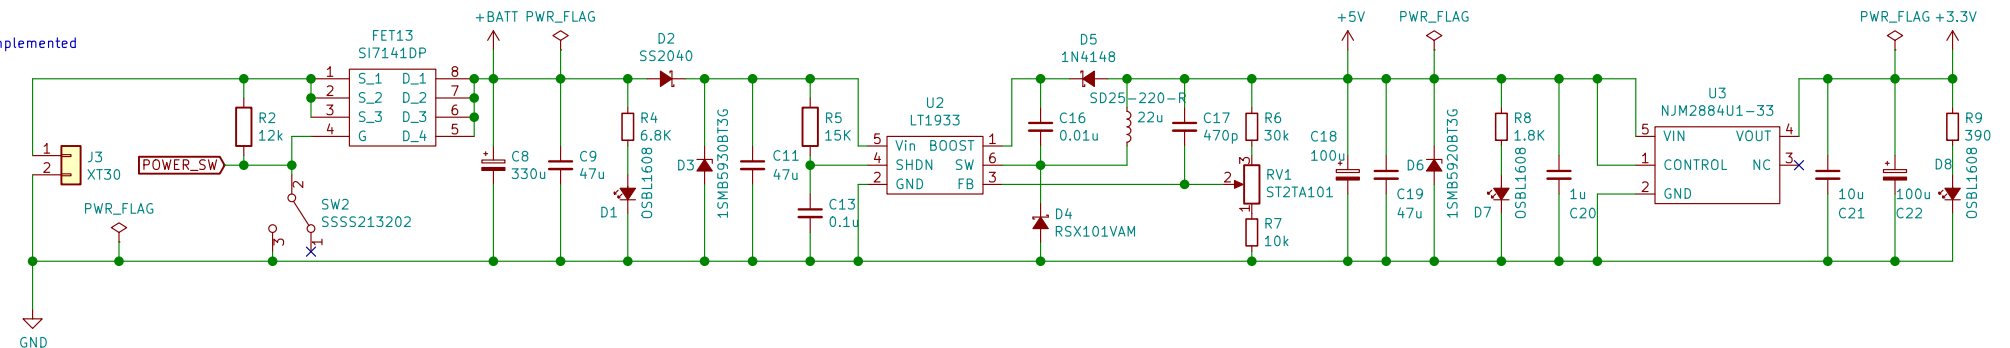 mplemented
J3
XT30
1
2
GND
PWR_FLAG
POWER_SW
R2
12k
SW2
SSSS213202
2
3
1
FET13
SI7141DP
1
2
3
4
S_1
S_2
S_3
G
D_1
D_2
D_3
D_4
8
7
6
5
+BATT
PWR_FLAG
C8
330u
C9
47u
R4
6.8K
D1
OSBL1608
D2
SS2040
D3
1SMB5930BT3G
C11
47u
R5
15K
C13
0.1u
U2
LT1933
5
4
2
Vin
SHDN
GND
BOOST
SW
FB
1
6
3
C16
0.01u
D5
1N4148
SD25-220-R
22u
D4
RSX101VAM
C17
470p
R6
30k
RV1
ST2TA101
3
2
1
R7
10k
+5V
C18
100u
PWR_FLAG
C19
47u
D6
1SMB5920BT3G
R8
1.8K
D7
OSBL1608
1u
C20
U3
NJM2884U1-33
5
1
2
VIN
CONTROL
GND
VOUT
NC
4
3
10u
C21
PWR_FLAG
100u
C22
+3.3V
R9
390
D8
OSBL1608